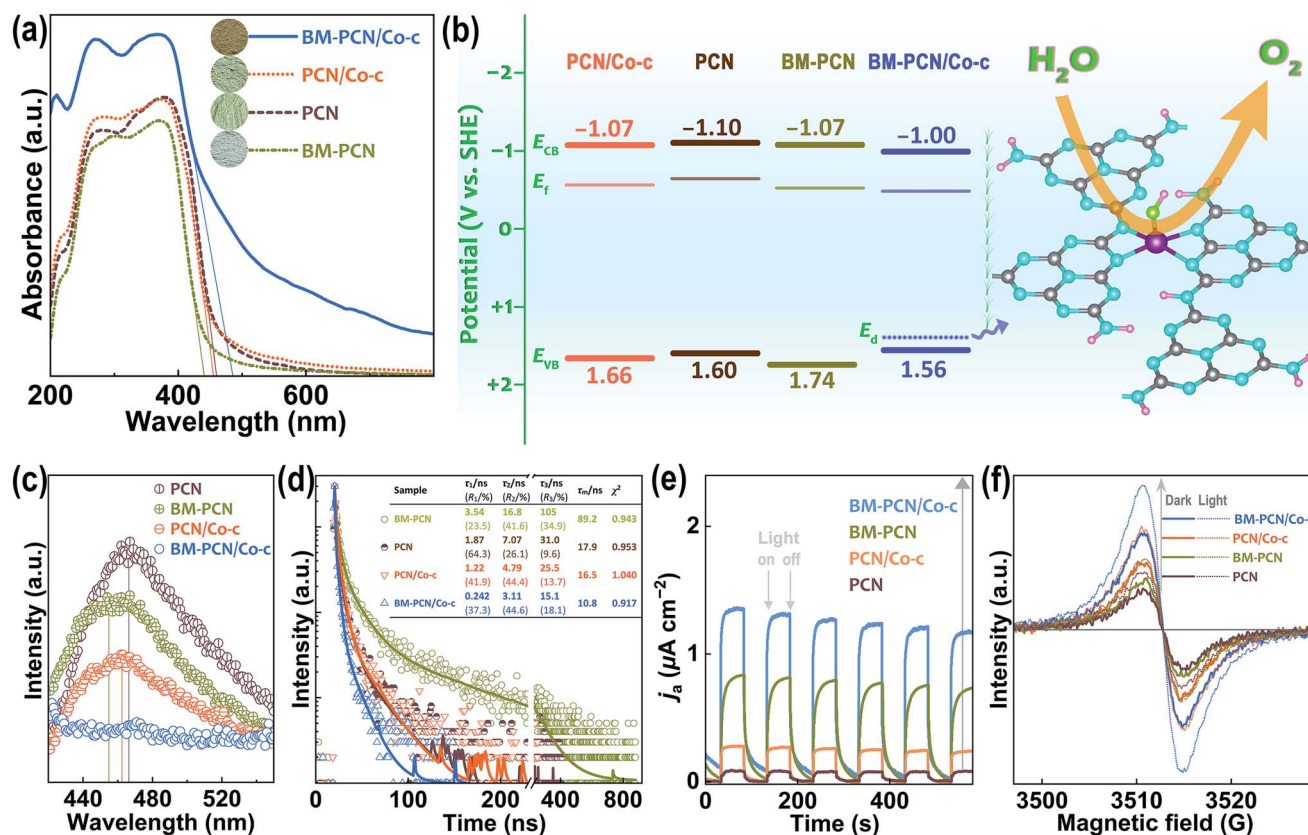 (a)
BM-PCN/Co-c
PCN/Co-c
PCN
BM-PCN
Absorbance (a.u.)
200 400 600
Wavelength (nm)
(b)
PCN/Co-c PCN BM-PCN BM-PCN/Co-c
H2O O2
Potential (V vs. SHE)
−2
−1
0
+1
+2
−1.07 −1.10 −1.07 −1.00
ECB
Ef
Ed
EVB
1.66 1.60 1.74 1.56
(c)
PCN
BM-PCN
PCN/Co-c
BM-PCN/Co-c
Intensity (a.u.)
440 480 520
Wavelength (nm)
(d)
Sample τ1/ns (R1/%) τ2/ns (R2/%) τ3/ns (R3/%) τm/ns χ2
BM-PCN 3.54 (23.5) 16.8 (41.6) 105 (34.9) 89.2 0.943
PCN 1.87 (64.3) 7.07 (26.1) 31.0 (9.6) 17.9 0.953
PCN/Co-c 1.22 (41.9) 4.79 (44.4) 25.5 (13.7) 16.5 1.040
BM-PCN/Co-c 0.242 (37.3) 3.11 (44.6) 15.1 (18.1) 10.8 0.917
Intensity (a.u.)
0 100 200 400 800
Time (ns)
(e)
BM-PCN/Co-c
BM-PCN
PCN/Co-c
PCN
Light
on off
ja (μA cm−2)
2
1
0
0 200 400
Time (s)
(f)
Dark Light
BM-PCN/Co-c
PCN/Co-c
BM-PCN
PCN
Intensity (a.u.)
3500 3510 3520
Magnetic field (G)